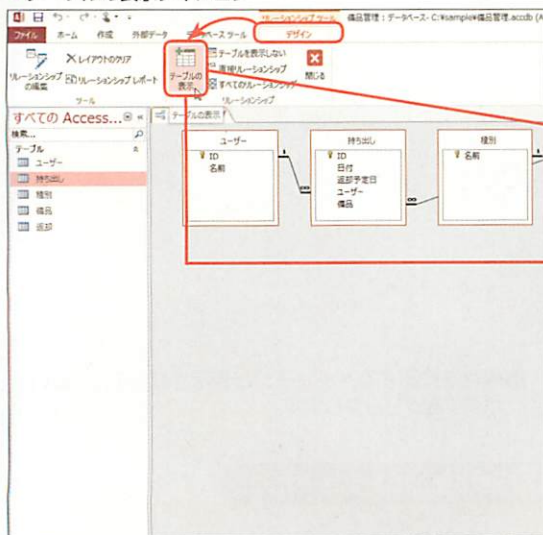 リレーションシップ ツール 備品管理 : データベース- C:¥sample¥備品管理.accdb (A
ファイル ホーム 作成 外部データ データベース ツール デザイン
リレーションシップの編集
レイアウトのクリア
リレーションシップ レポート
ツール
テーブルの表示
テーブルを表示しない
直接リレーションシップ
すべてのリレーションシップ
閉じる
リレーションシップ
すべての Access...
検索...
テーブル
ユーザー
持ち出し
種別
備品
返却
テーブルの表示
ユーザー
ID
名前
1
∞
持ち出し
ID
日付
返却予定日
ユーザー
備品
∞
種別
名前
1